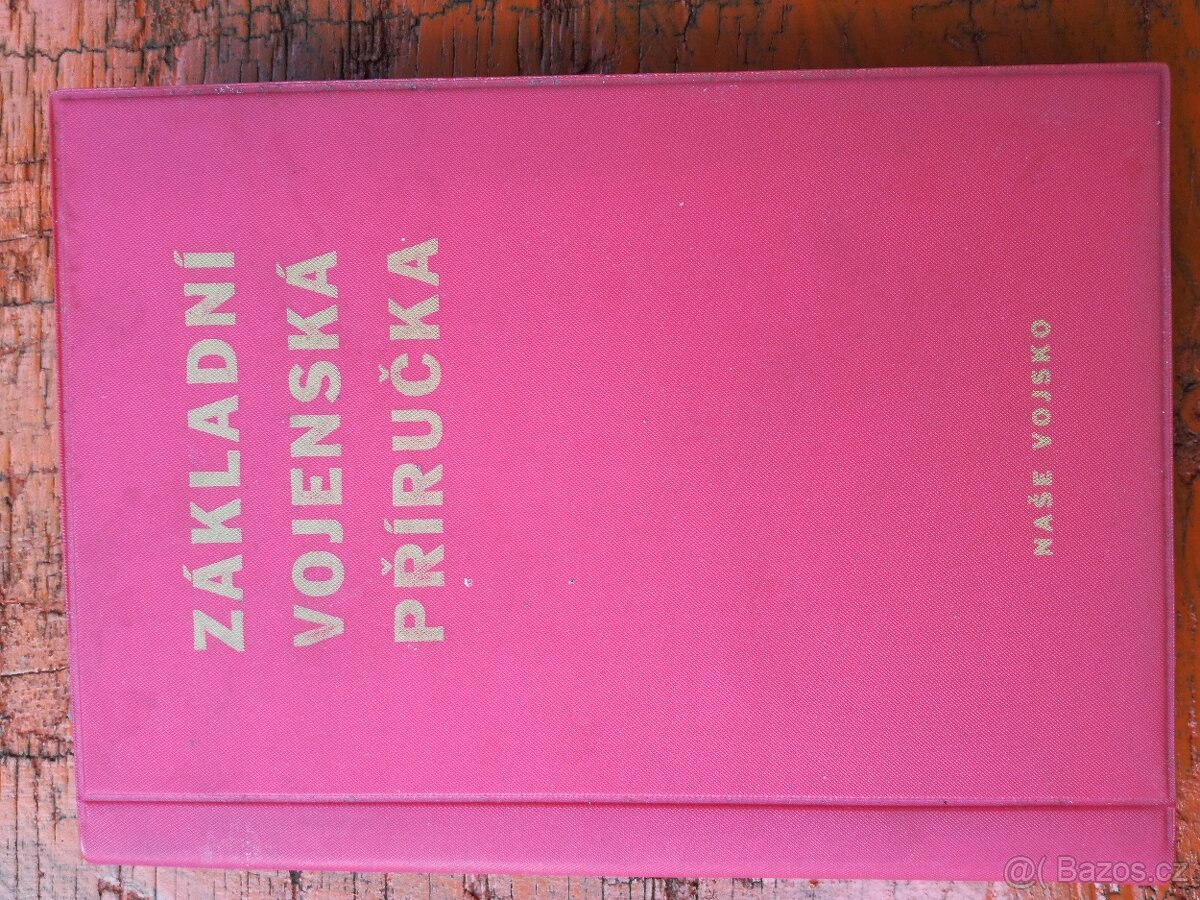 ZÁKLADNÍ
VOJENSKÁ
PŘÍRUČKA
NAŠE VOJSKO
@( Bazos.cz)